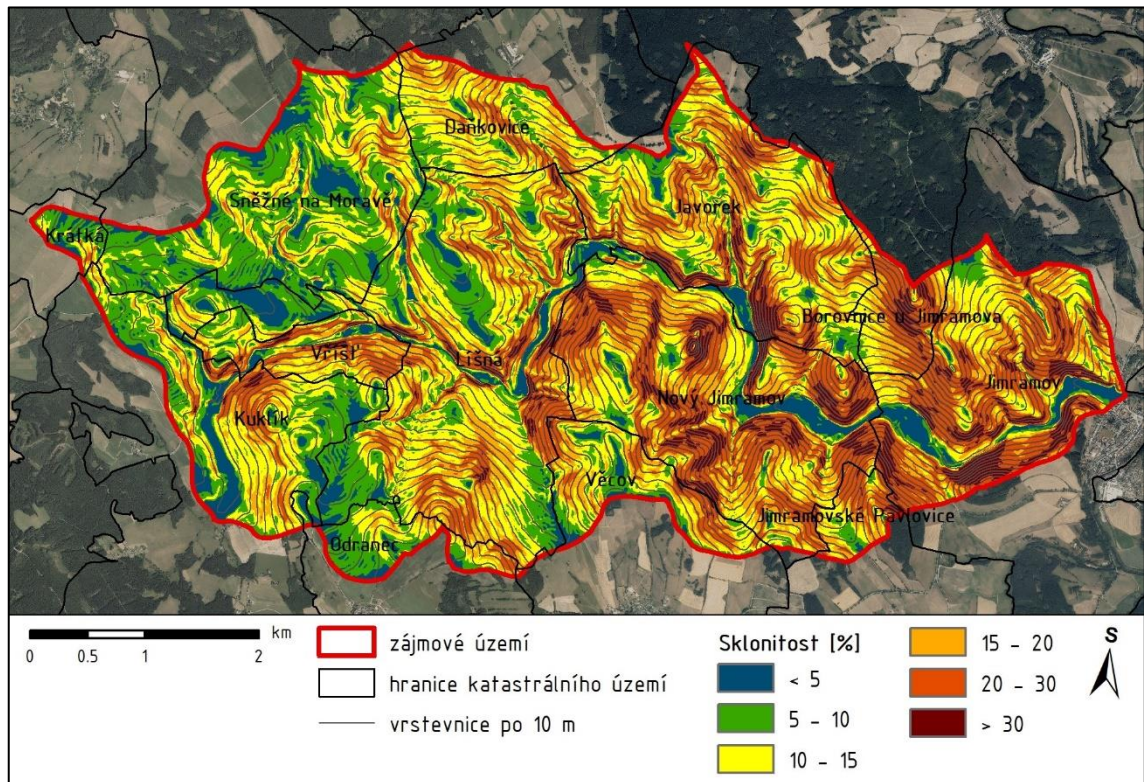 Daňkovice
Sněžné na Moravě
Javorek
Krátká
Borovnice u Jimramova
Vříšť
Líšná
Jimramov
Kuklík
Nový Jimramov
Věcov
Jimramovské Pavlovice
Odranec
km
0 0.5 1 2
zájmové území
hranice katastrálního území
vrstevnice po 10 m
Sklonitost [%]
< 5
5 - 10
10 - 15
15 - 20
20 - 30
> 30
S